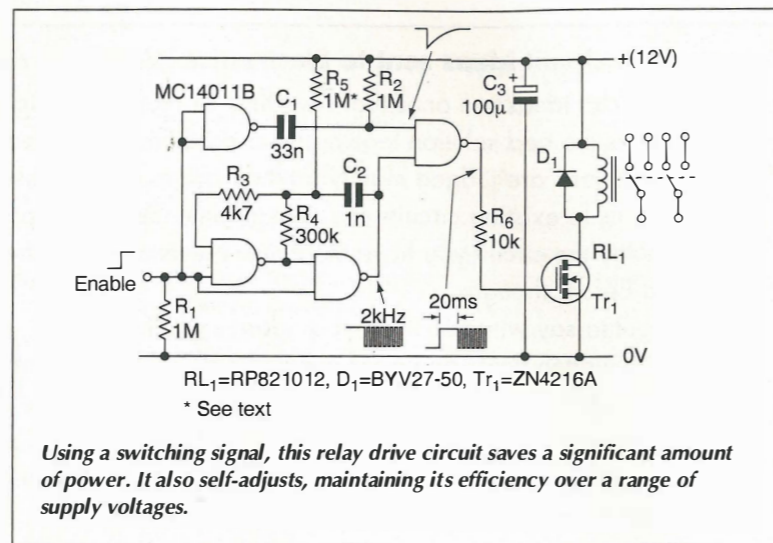 +(12V)
MC14011B
C1
33n
R5
1M*
R2
1M
C3
+
100μ
D1
R3
4k7
C2
1n
R4
300k
R6
10k
RL1
Enable
R1
1M
2kHz
20ms
Tr1
0V
RL1=RP821012, D1=BYV27-50, Tr1=ZN4216A
* See text
Using a switching signal, this relay drive circuit saves a significant amount
of power. It also self-adjusts, maintaining its efficiency over a range of
supply voltages.